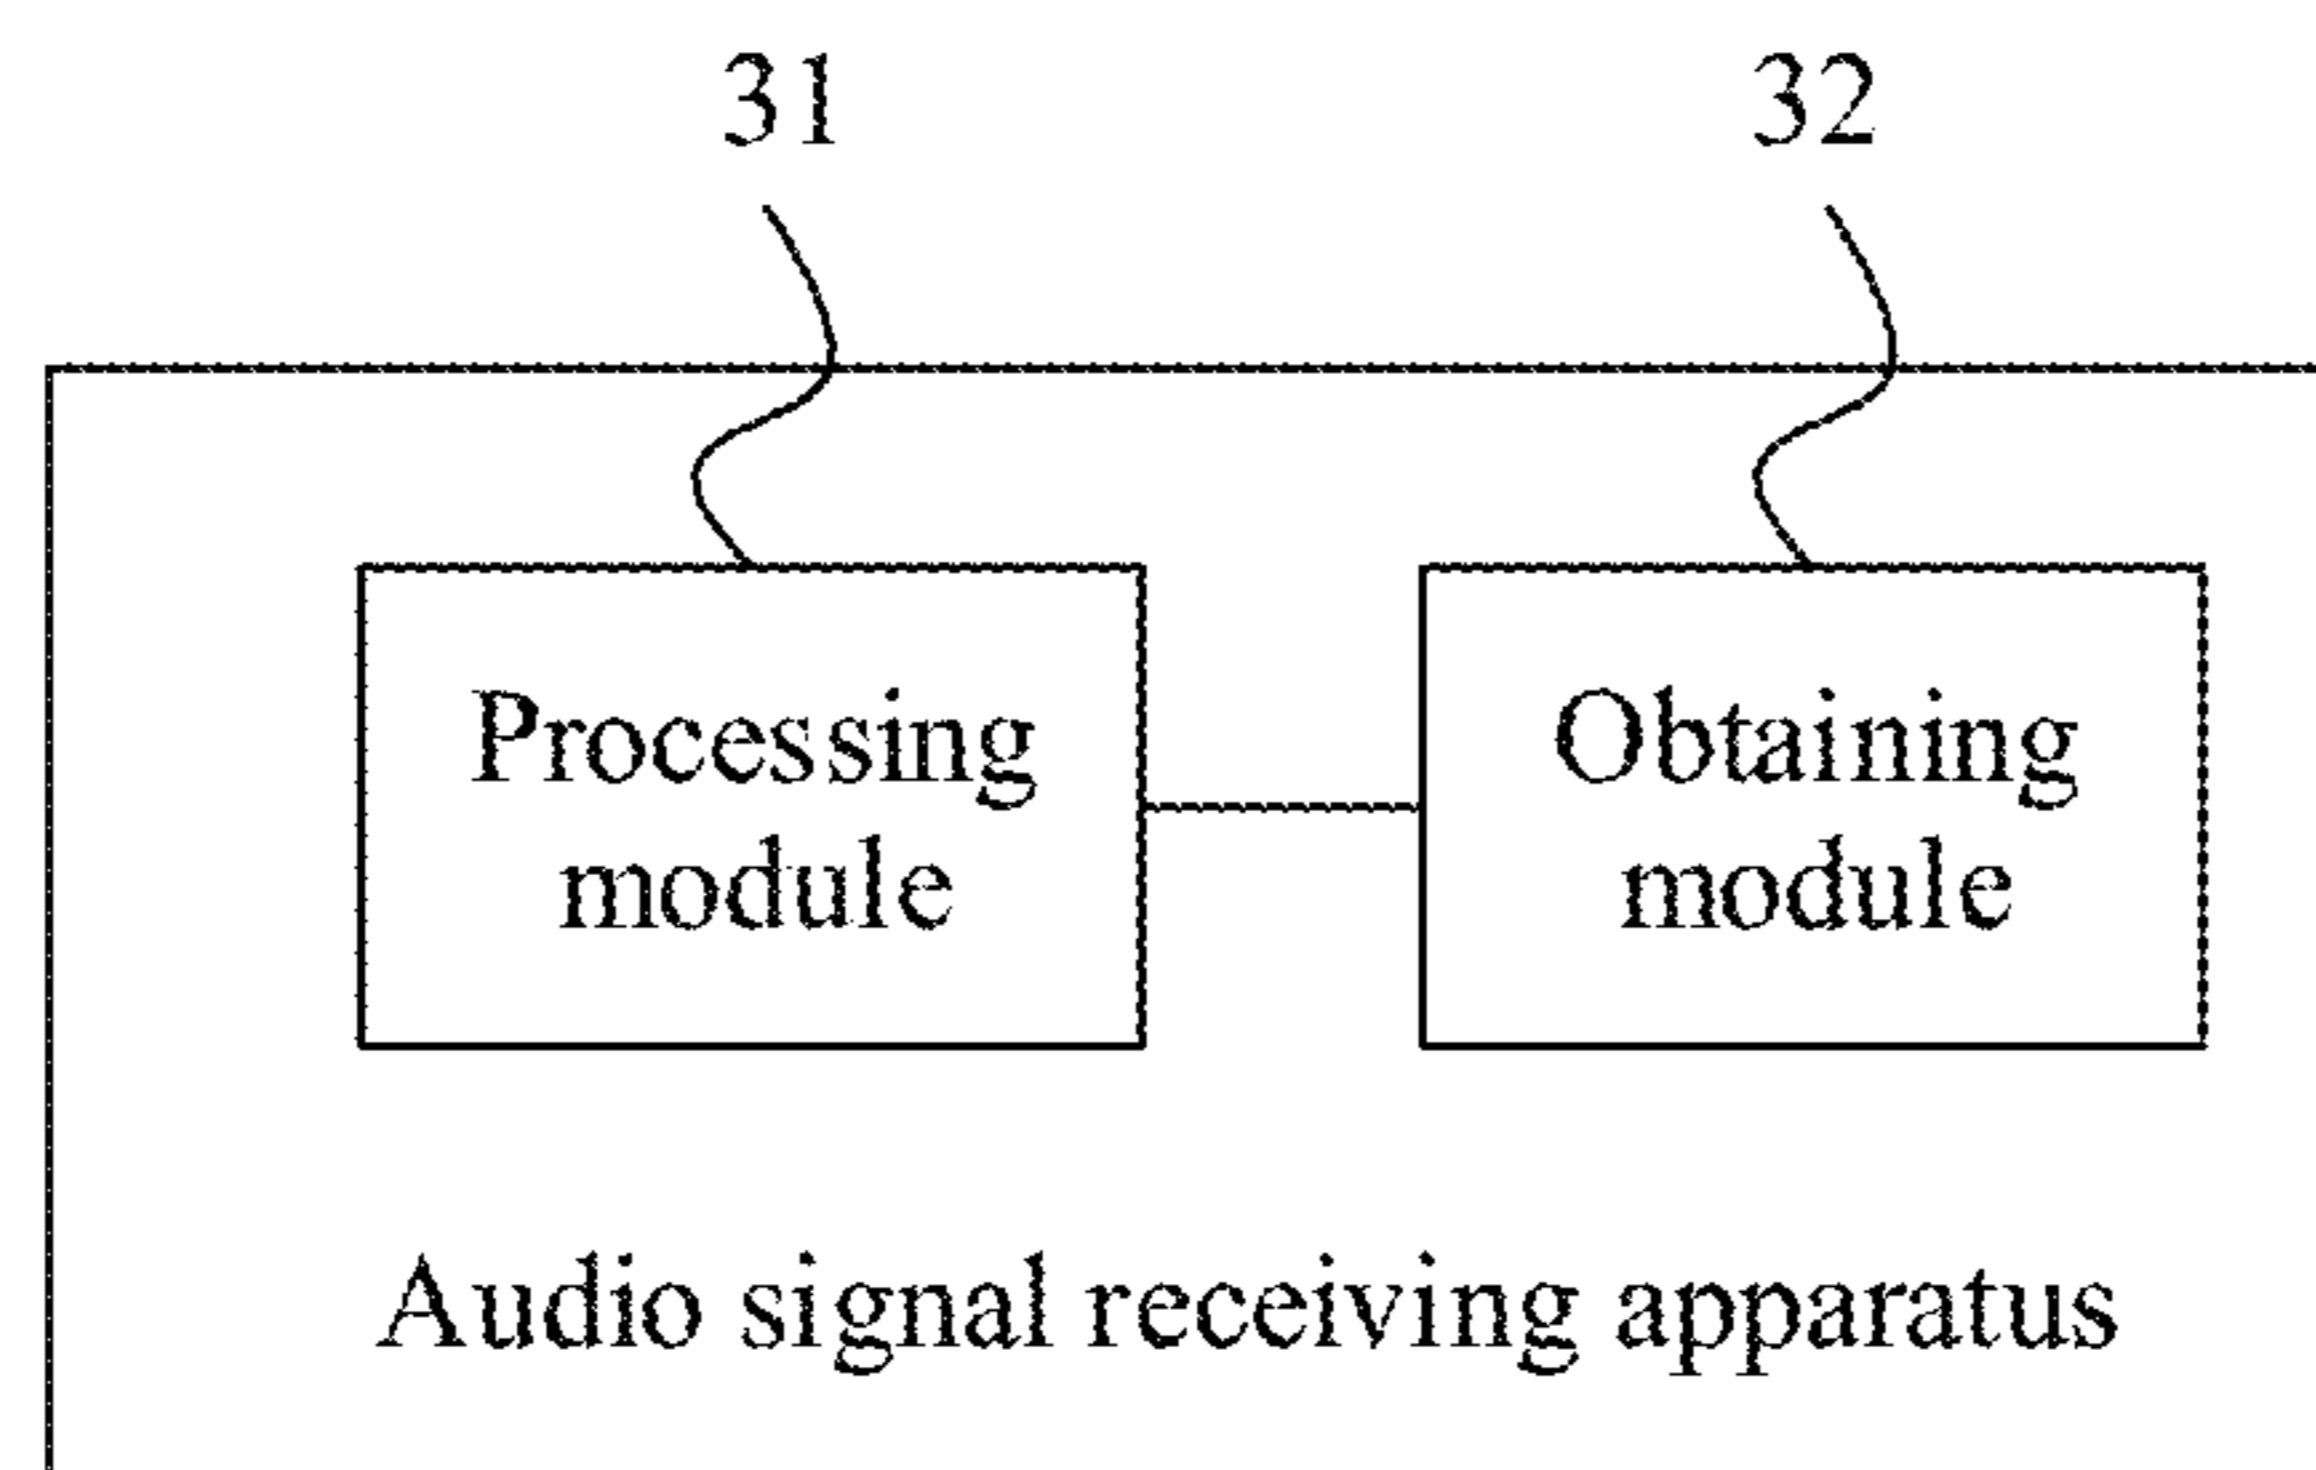 31
32
Processing
module
Obtaining
module
Audio signal receiving apparatus